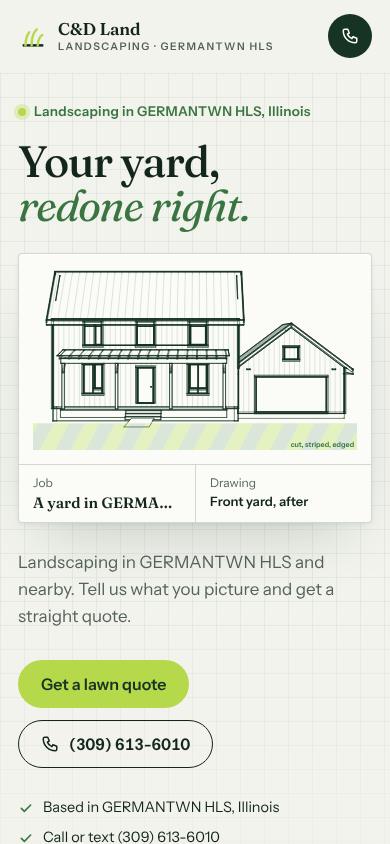 C&D Land
LANDSCAPING · GERMANTWN HLS
Landscaping in GERMANTWN HLS, Illinois
Your yard,
redone right.
cut, striped, edged
Job
A yard in GERMA...
Drawing
Front yard, after
Landscaping in GERMANTWN HLS and
nearby. Tell us what you picture and get a
straight quote.
Get a lawn quote
(309) 613-6010
Based in GERMANTWN HLS, Illinois
Call or text (309) 613-6010